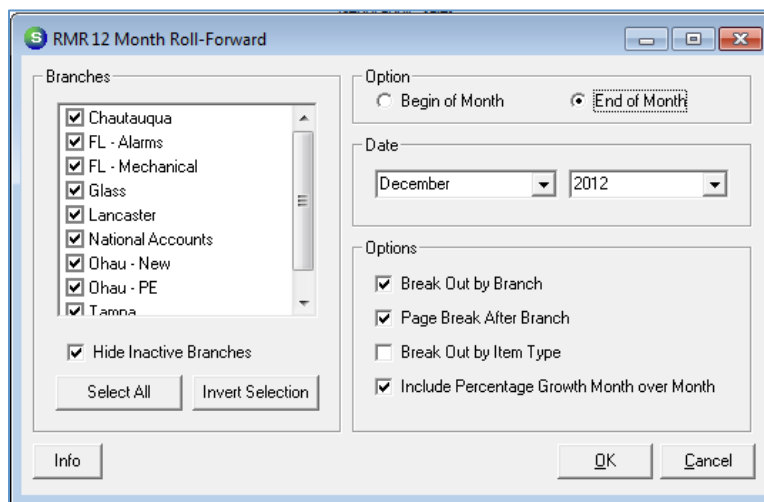 RMR 12 Month Roll-Forward
Branches
Chautauqua
FL - Alarms
FL - Mechanical
Glass
Lancaster
National Accounts
Ohau - New
Ohau - PE
Tampa
Hide Inactive Branches
Select All
Invert Selection
Option
Begin of Month
End of Month
Date
December
2012
Options
Break Out by Branch
Page Break After Branch
Break Out by Item Type
Include Percentage Growth Month over Month
Info
OK
Cancel